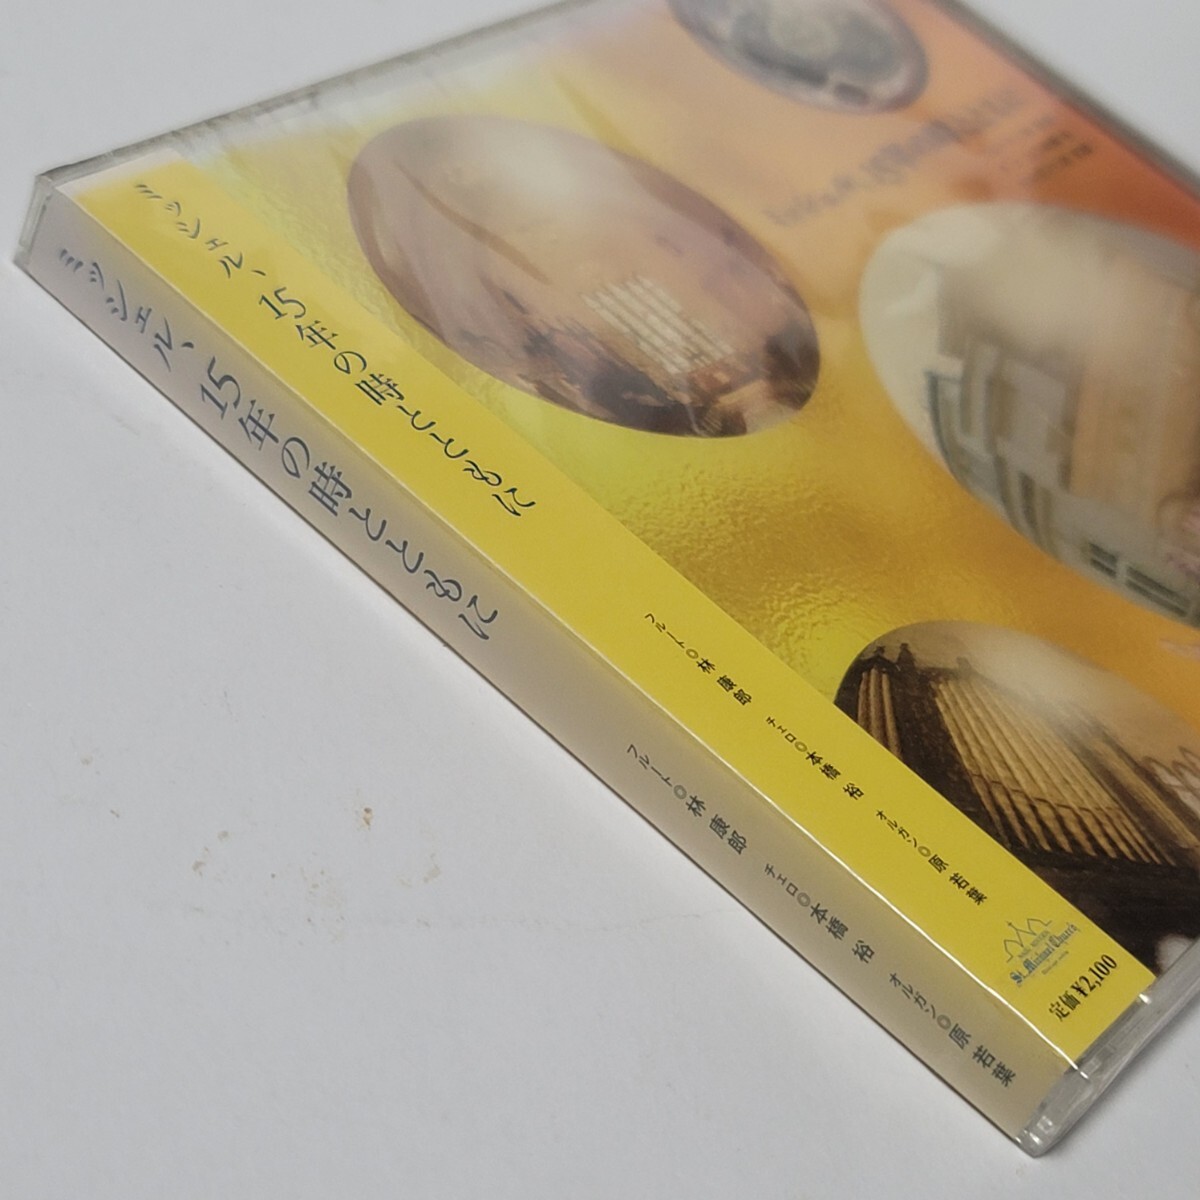 ミッシェル、15年の時とともに
フルート◎林 康郎 チェロ◎本橋 裕 オルガン◎原 若葉
St. Michael Church
定価¥2,100
ミッシェル、15年の時とともに
フルート◎林 康郎 チェロ◎本橋 裕 オルガン◎原 若葉